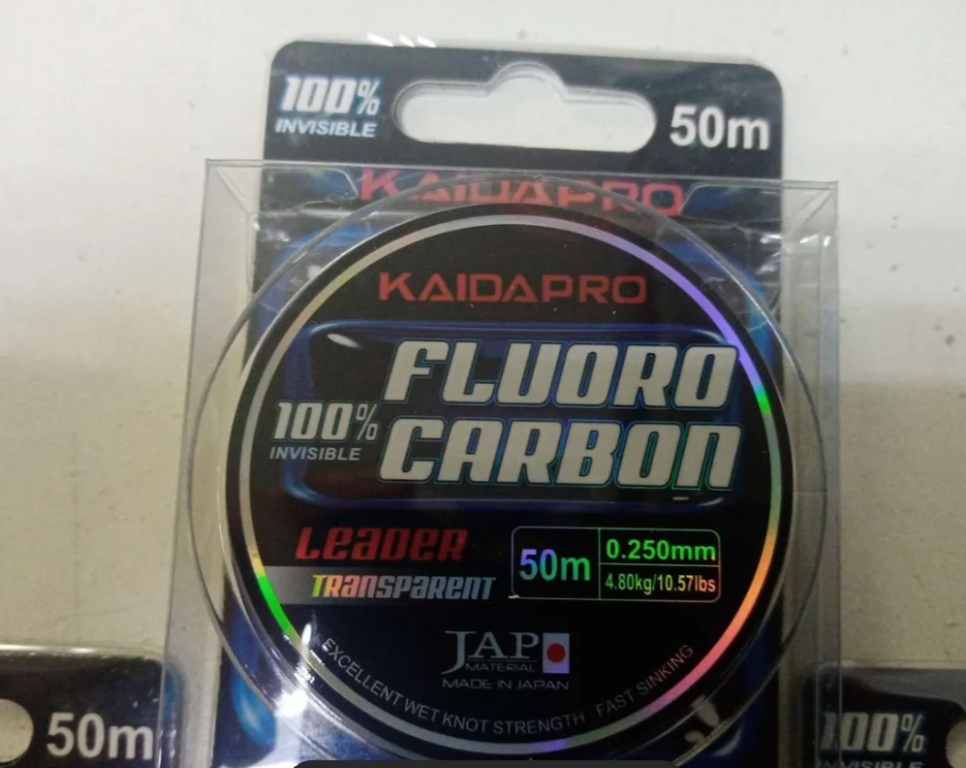 100%
INVISIBLE
50m
KAIDAPRO
KAIDAPRO
FLUORO
CARBON
100%
INVISIBLE
LEADER
TRANSPARENT
50m
0.250mm
4.80kg/10.57lbs
JAP
MATERIAL
MADE IN JAPAN
EXCELLENT WET KNOT STRENGTH FAST SINKING
50m
100%
INVISIBLE